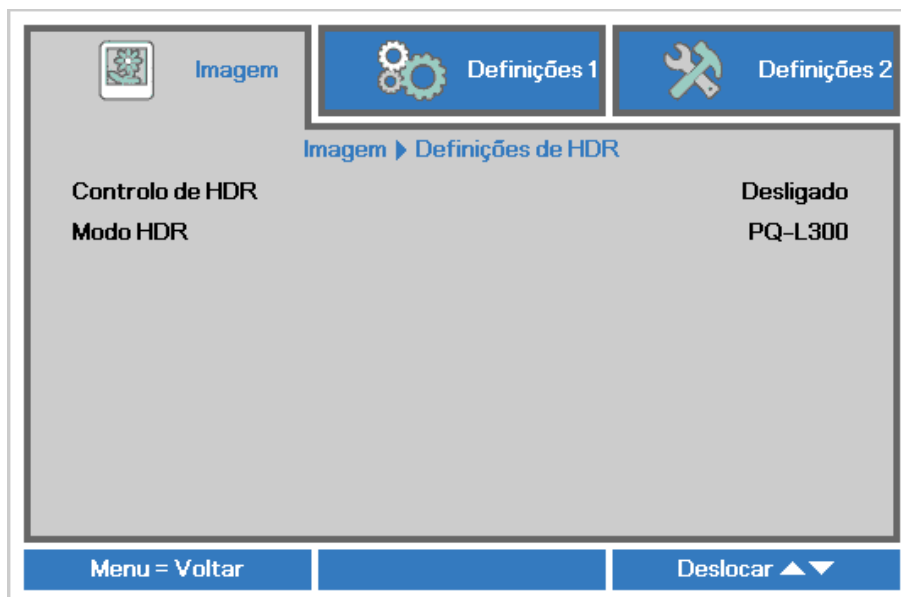 Imagem
Definições 1
Definições 2
Imagem ▶ Definições de HDR
Controlo de HDR Desligado
Modo HDR PQ-L300
Menu = Voltar
Deslocar ▲▼